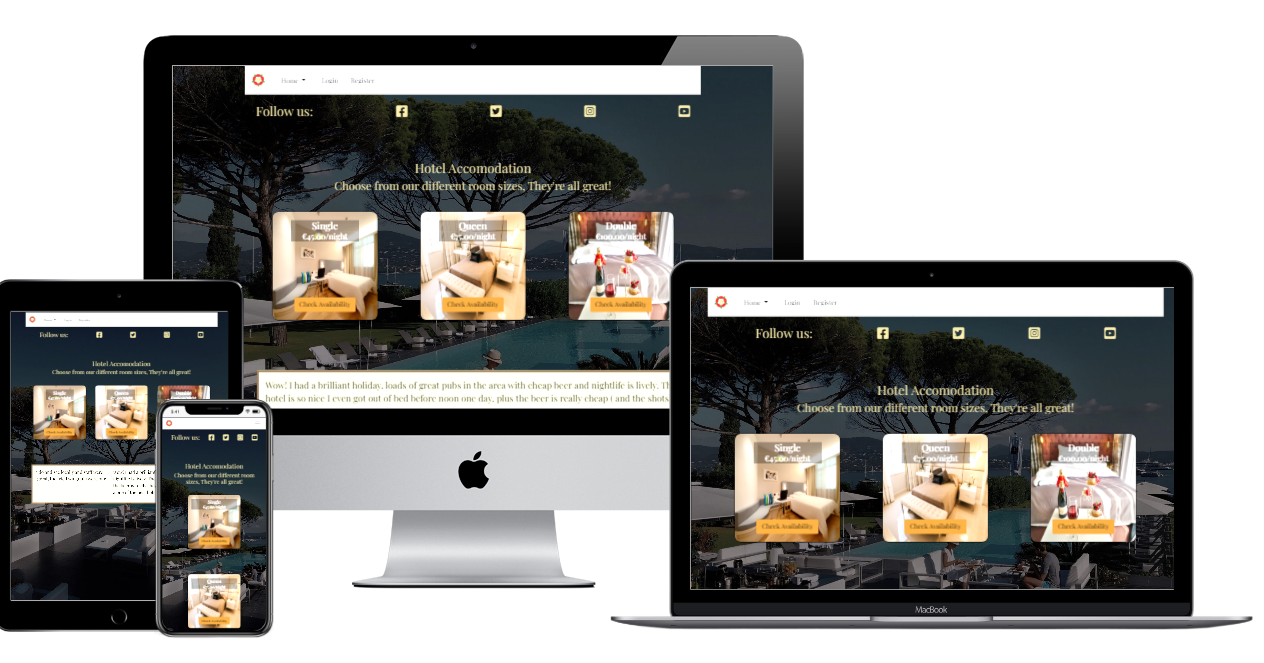 Home Login Register
Follow us:
Hotel Accomodation
Choose from our different room sizes, They're all great!
Single
€45.00/night
Check Availability
Queen
€75.00/night
Check Availability
Double
€100.00/night
Check Availability
Wow! I had a brilliant holiday, loads of great pubs in the area with cheap beer and nightlife is lively.
hotel is so nice I even got out of bed before noon one day, plus the beer is really cheap ( and the shots
Follow us:
Hotel Accomodation
Choose from our different room sizes, They're all great!
Single
Queen
Double
9:41
Follow us:
Hotel Accomodation
Choose from our different room
sizes, They're all great!
Single
Queen
Home Login Register
Follow us:
Hotel Accomodation
Choose from our different room sizes, They're all great!
Single
€45.00/night
Check Availability
Queen
€75.00/night
Check Availability
Double
€100.00/night
Check Availability
MacBook